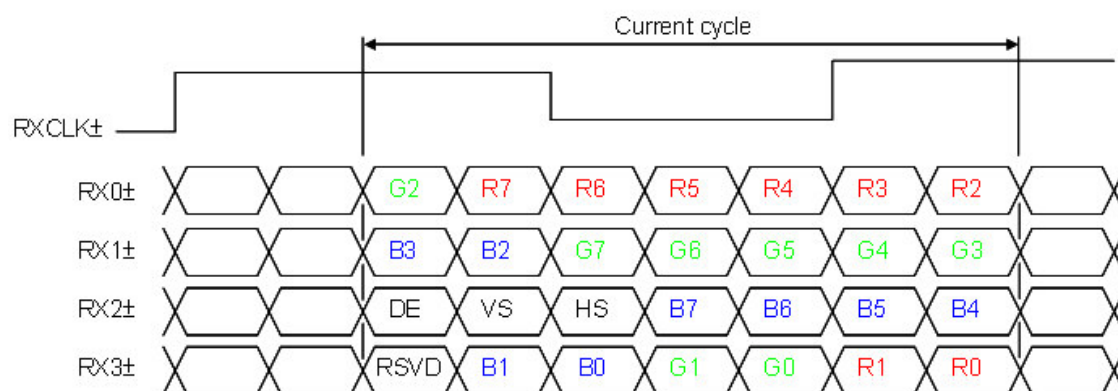 Current cycle
RXCLK±
RX0± G2 R7 R6 R5 R4 R3 R2
RX1± B3 B2 G7 G6 G5 G4 G3
RX2± DE VS HS B7 B6 B5 B4
RX3± RSVD B1 B0 G1 G0 R1 R0